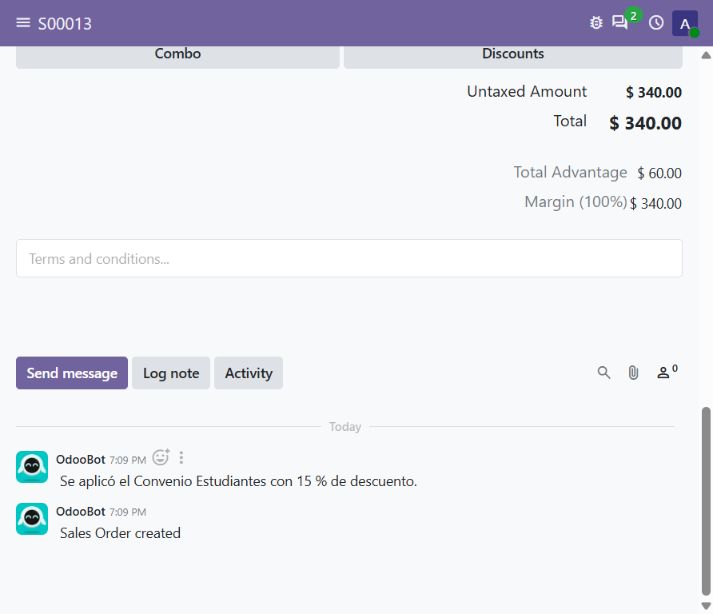 S00013
2
A
Combo
Discounts
Untaxed Amount $ 340.00
Total $ 340.00
Total Advantage $ 60.00
Margin (100%) $ 340.00
Terms and conditions...
Send message
Log note
Activity
0
Today
OdooBot 7:09 PM
Se aplicó el Convenio Estudiantes con 15 % de descuento.
OdooBot 7:09 PM
Sales Order created